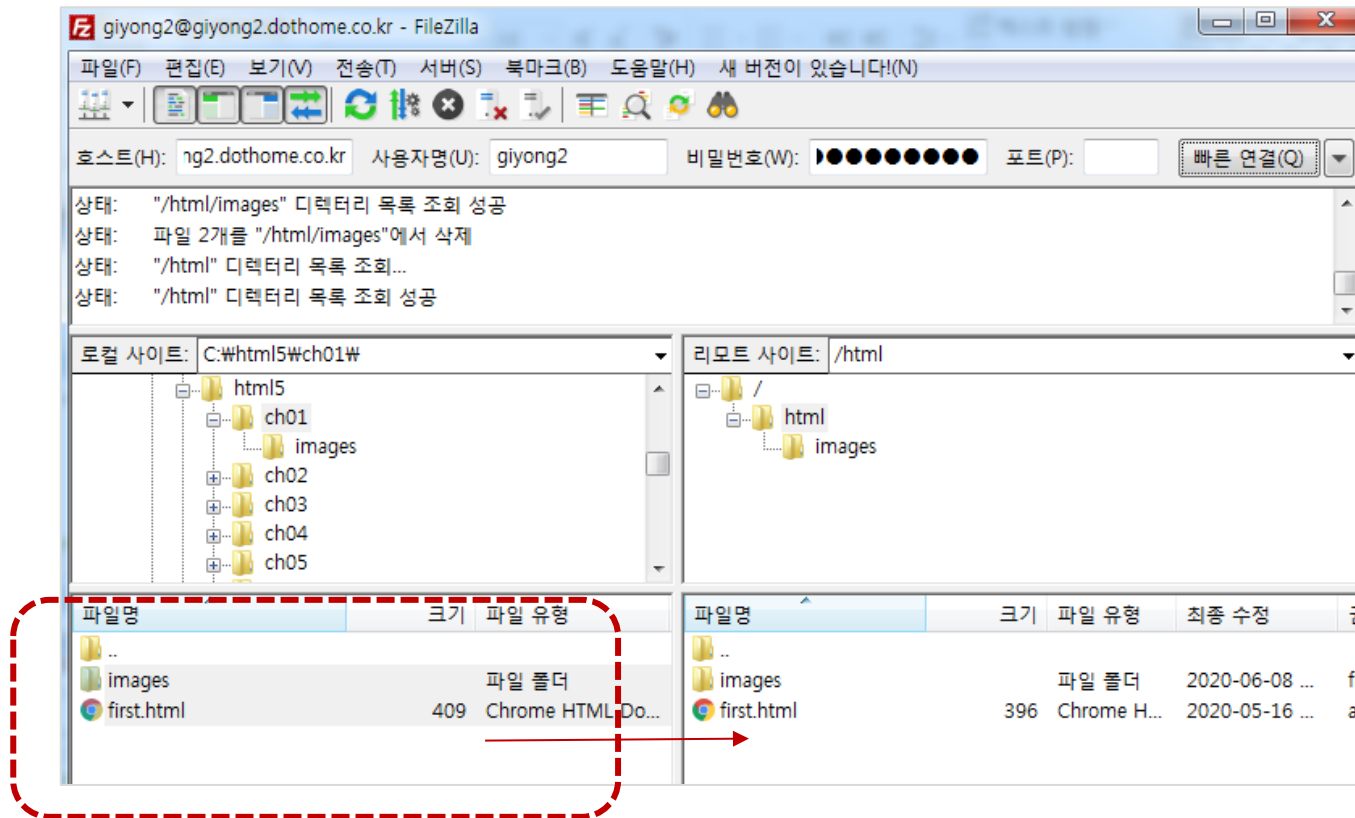 giyong2@giyong2.dothome.co.kr - FileZilla
파일(F) 편집(E) 보기(V) 전송(T) 서버(S) 북마크(B) 도움말(H) 새 버전이 있습니다!(N)
호스트(H): ng2.dothome.co.kr 사용자명(U): giyong2 비밀번호(W): ●●●●●●●●● 포트(P): 빠른 연결(Q)
상태: "/html/images" 디렉터리 목록 조회 성공
상태: 파일 2개를 "/html/images"에서 삭제
상태: "/html" 디렉터리 목록 조회...
상태: "/html" 디렉터리 목록 조회 성공
로컬 사이트: C:₩html5₩ch01₩
html5
ch01
images
ch02
ch03
ch04
ch05
리모트 사이트: /html
/
html
images
파일명 크기 파일 유형
..
images 파일 폴더
first.html 409 Chrome HTML Do...
파일명 크기 파일 유형 최종 수정
..
images 파일 폴더 2020-06-08 ... f
first.html 396 Chrome H... 2020-05-16 ... a